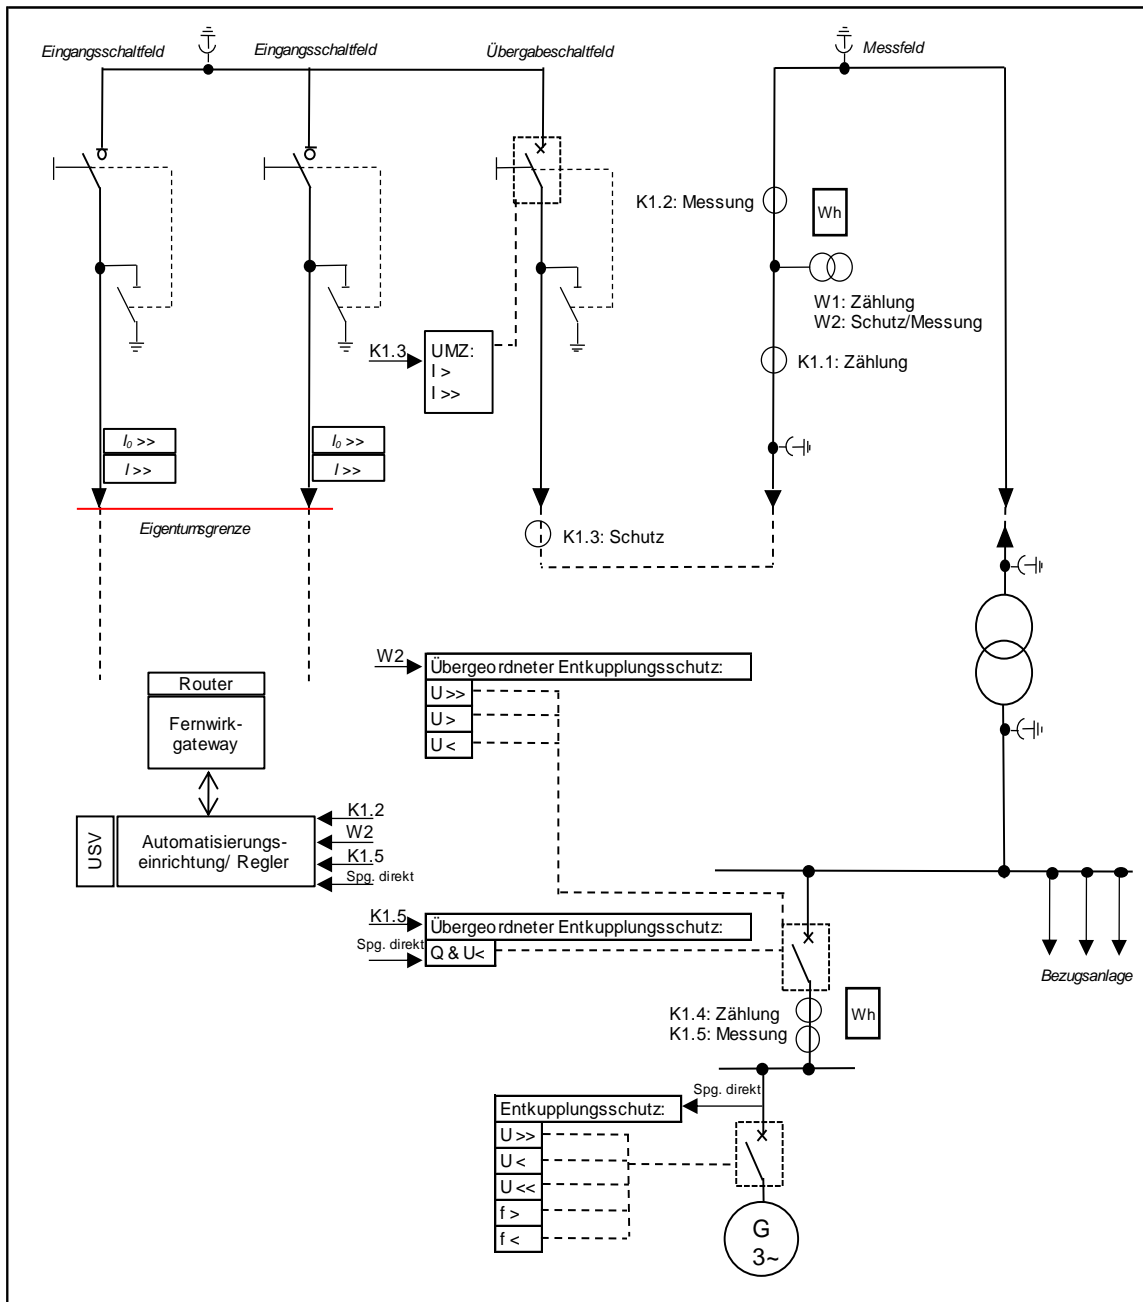 Eingangsschaltfeld
Eingangsschaltfeld
Übergabeschaltfeld
Messfeld
K1.2: Messung
Wh
W1: Zählung
W2: Schutz/Messung
K1.1: Zählung
K1.3
UMZ:
I >
I >>
I0 >>
I >>
I0 >>
I >>
Eigentumsgrenze
K1.3: Schutz
W2
Übergeordneter Entkupplungsschutz:
U >>
U >
U <
Router
Fernwirk-
gateway
USV
Automatisierungs-
einrichtung/ Regler
K1.2
W2
K1.5
Spg. direkt
K1.5
Spg. direkt
Übergeordneter Entkupplungsschutz:
Q & U<
Bezugsanlage
K1.4: Zählung
K1.5: Messung
Wh
Spg. direkt
Entkupplungsschutz:
U >>
U <
U <<
f >
f <
G
3~